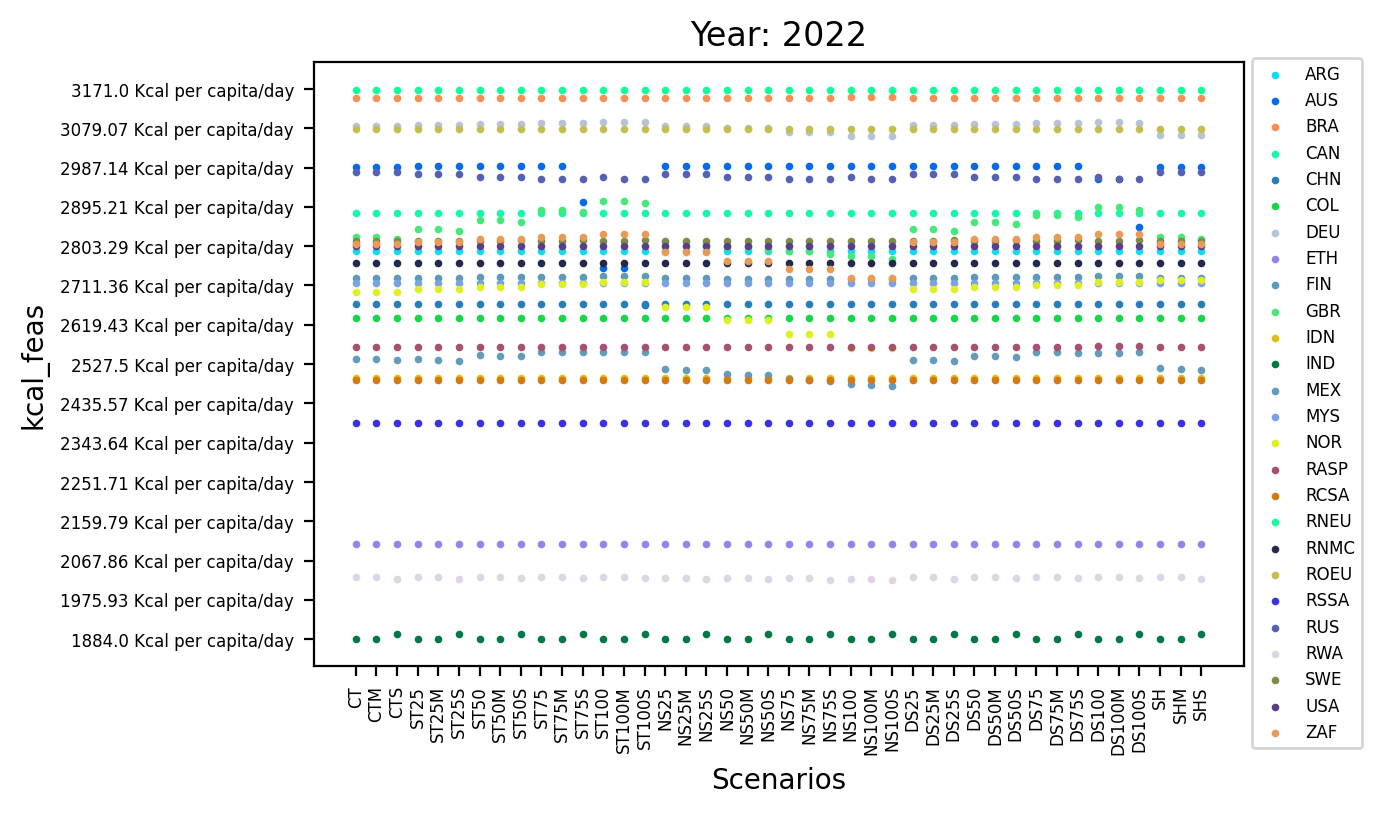 Year: 2022
kcal_feas
3171.0 Kcal per capita/day
3079.07 Kcal per capita/day
2987.14 Kcal per capita/day
2895.21 Kcal per capita/day
2803.29 Kcal per capita/day
2711.36 Kcal per capita/day
2619.43 Kcal per capita/day
2527.5 Kcal per capita/day
2435.57 Kcal per capita/day
2343.64 Kcal per capita/day
2251.71 Kcal per capita/day
2159.79 Kcal per capita/day
2067.86 Kcal per capita/day
1975.93 Kcal per capita/day
1884.0 Kcal per capita/day
CT
CTM
CTS
ST25
ST25M
ST25S
ST50
ST50M
ST50S
ST75
ST75M
ST75S
ST100
ST100M
ST100S
NS25
NS25M
NS25S
NS50
NS50M
NS50S
NS75
NS75M
NS75S
NS100
NS100M
NS100S
DS25
DS25M
DS25S
DS50
DS50M
DS50S
DS75
DS75M
DS75S
DS100
DS100M
DS100S
SH
SHM
SHS
Scenarios
ARG
AUS
BRA
CAN
CHN
COL
DEU
ETH
FIN
GBR
IDN
IND
MEX
MYS
NOR
RASP
RCSA
RNEU
RNMC
ROEU
RSSA
RUS
RWA
SWE
USA
ZAF